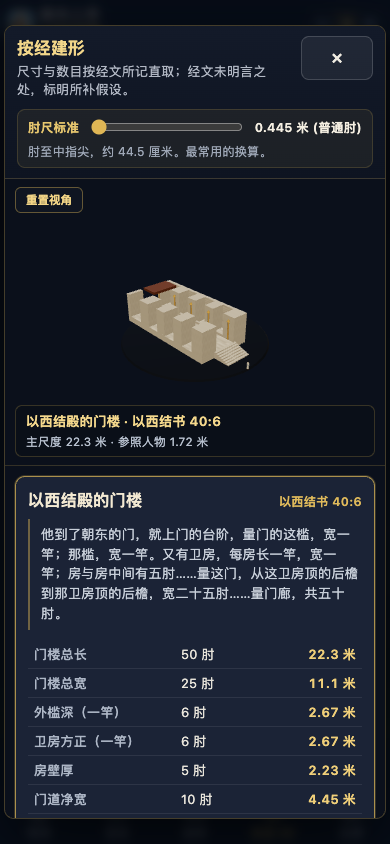 按经建形
尺寸与数目按经文所记直取；经文未明言之
处，标明所补假设。
×
肘尺标准 0.445 米 (普通肘)
肘至中指尖，约 44.5 厘米。最常用的换算。
重置视角
以西结殿的门楼 · 以西结书 40:6
主尺度 22.3 米 · 参照人物 1.72 米
以西结殿的门楼 以西结书 40:6
他到了朝东的门，就上门的台阶，量门的这槛，宽一
竿；那槛，宽一竿。又有卫房，每房长一竿，宽一
竿；房与房中间有五肘……量这门，从这卫房顶的后檐
到那卫房顶的后檐，宽二十五肘……量门廊，共五十
肘。
门楼总长 50 肘 22.3 米
门楼总宽 25 肘 11.1 米
外槛深（一竿） 6 肘 2.67 米
卫房方正（一竿） 6 肘 2.67 米
房壁厚 5 肘 2.23 米
门道净宽 10 肘 4.45 米